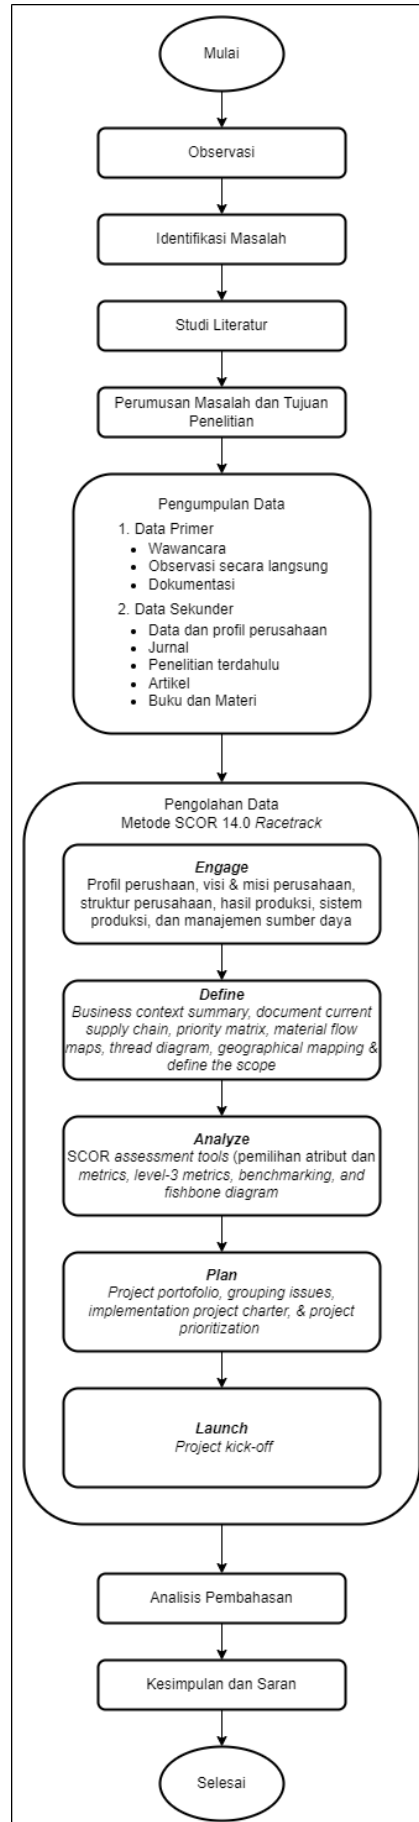 Mulai
Observasi
Identifikasi Masalah
Studi Literatur
Perumusan Masalah dan Tujuan
Penelitian
Pengumpulan Data
1. Data Primer
• Wawancara
• Observasi secara langsung
• Dokumentasi
2. Data Sekunder
• Data dan profil perusahaan
• Jurnal
• Penelitian terdahulu
• Artikel
• Buku dan Materi
Pengolahan Data
Metode SCOR 14.0 Racetrack
Engage
Profil perushaan, visi & misi perusahaan,
struktur perusahaan, hasil produksi, sistem
produksi, dan manajemen sumber daya
Define
Business context summary, document current
supply chain, priority matrix, material flow
maps, thread diagram, geographical mapping &
define the scope
Analyze
SCOR assessment tools (pemilihan atribut dan
metrics, level-3 metrics, benchmarking, and
fishbone diagram
Plan
Project portofolio, grouping issues,
implementation project charter, & project
prioritization
Launch
Project kick-off
Analisis Pembahasan
Kesimpulan dan Saran
Selesai